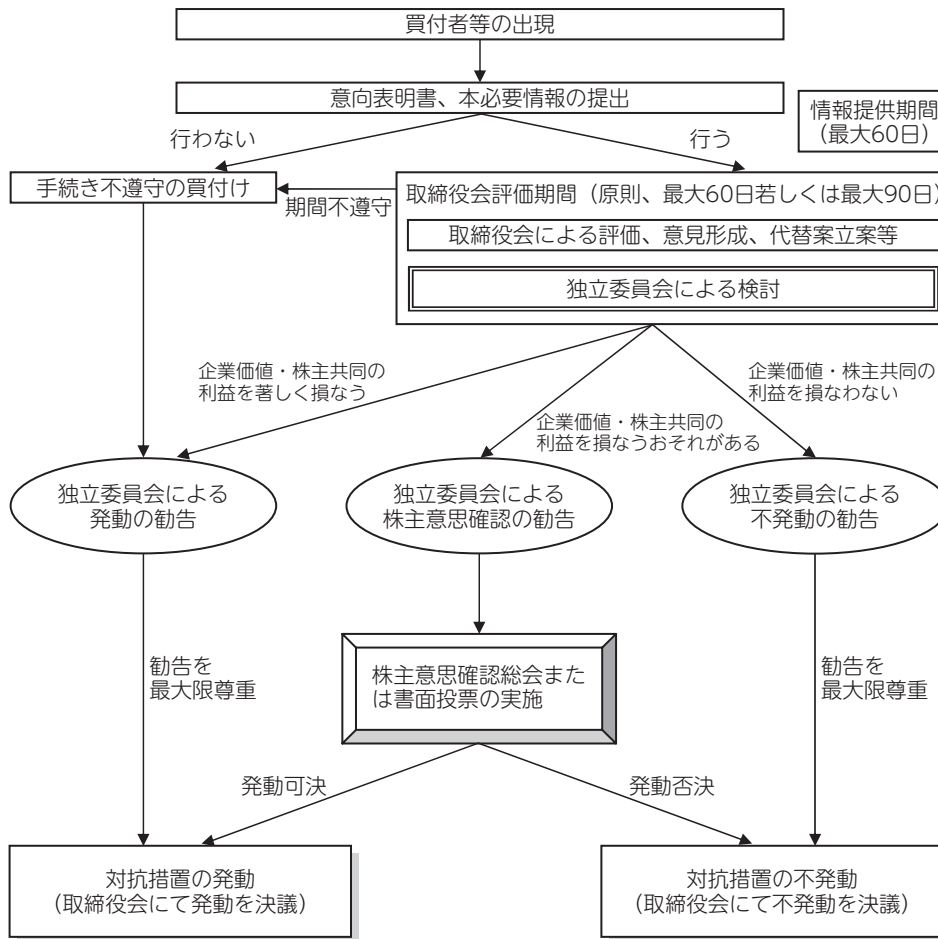 買付者等の出現
意向表明書、本必要情報の提出
情報提供期間
（最大60日）
行わない
行う
手続き不遵守の買付け
期間不遵守
取締役会評価期間（原則、最大60日若しくは最大90日）
取締役会による評価、意見形成、代替案立案等
独立委員会による検討
企業価値・株主共同の
利益を著しく損なう
企業価値・株主共同の
利益を損なうおそれがある
企業価値・株主共同の
利益を損なわない
独立委員会による
発動の勧告
独立委員会による
株主意思確認の勧告
独立委員会による
不発動の勧告
勧告を
最大限尊重
株主意思確認総会また
は書面投票の実施
勧告を
最大限尊重
発動可決
発動否決
対抗措置の発動
（取締役会にて発動を決議）
対抗措置の不発動
（取締役会にて不発動を決議）